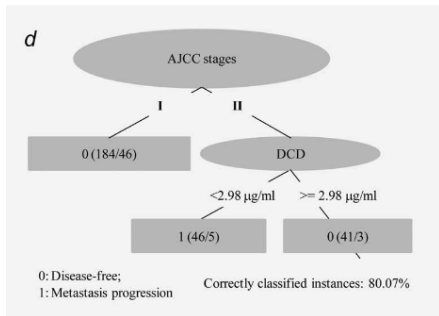 d
AJCC stages
I
II
0 (184/46)
DCD
<2.98 µg/ml
>= 2.98 µg/ml
1 (46/5)
0 (41/3)
0: Disease-free;
1: Metastasis progression
Correctly classified instances: 80.07%